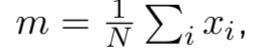 m = \frac{1}{N} \sum_i x_i,